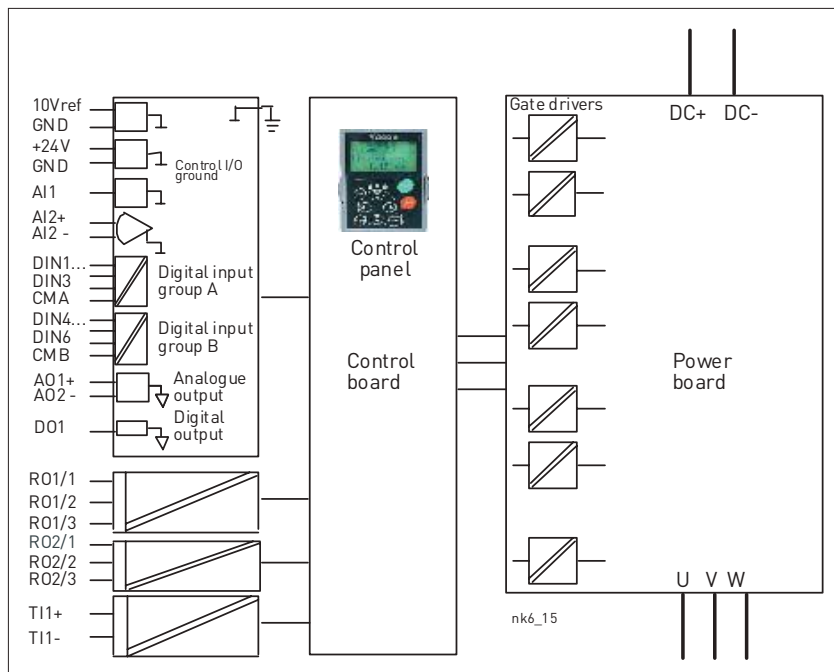 10Vref
GND
+24V
GND
AI1
AI2+
AI2 -
DIN1...
DIN3
CMA
DIN4...
DIN6
CMB
AO1+
AO2 -
DO1
RO1/1
RO1/2
RO1/3
RO2/1
RO2/2
RO2/3
TI1+
TI1-
Control I/O
ground
Digital input
group A
Digital input
group B
Analogue
output
Digital
output
Control
panel
Control
board
Gate drivers
DC+ DC-
Power
board
U V W
nk6_15